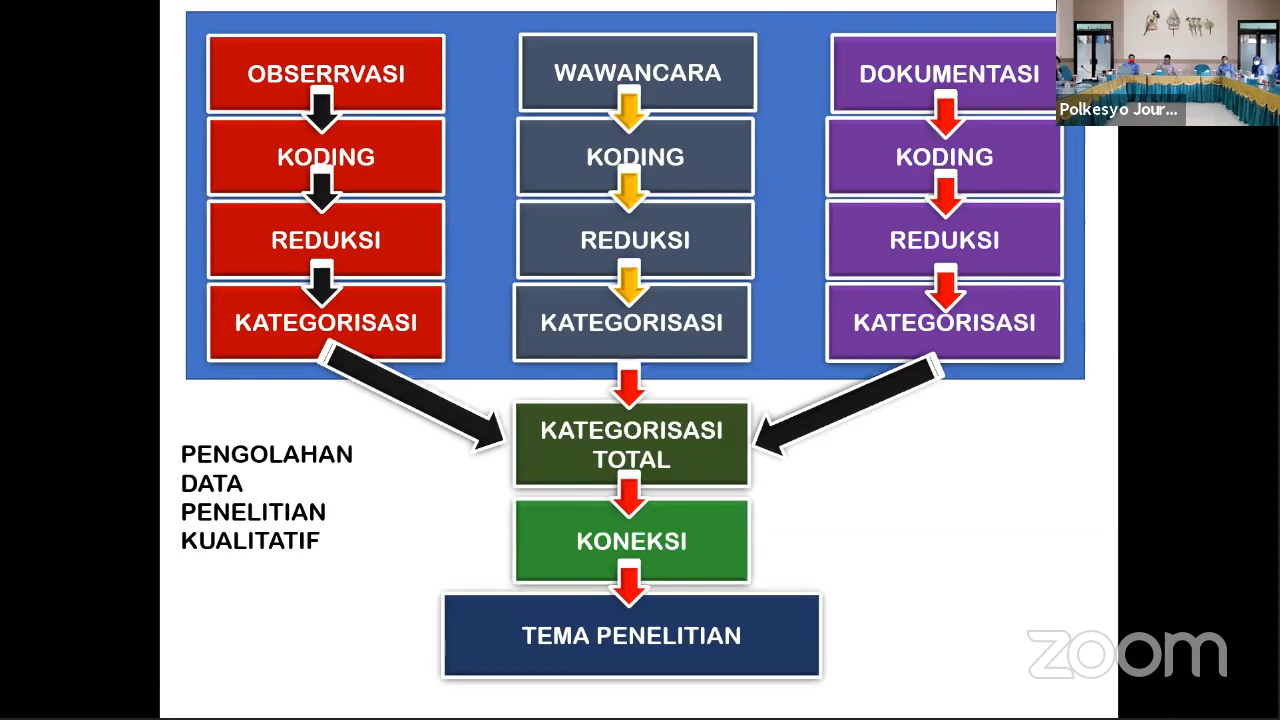 OBSERRVASI
WAWANCARA
DOKUMENTASI
Polkesyo Jour...
KODING
KODING
KODING
REDUKSI
REDUKSI
REDUKSI
KATEGORISASI
KATEGORISASI
KATEGORISASI
KATEGORISASI
TOTAL
PENGOLAHAN
DATA
PENELITIAN
KUALITATIF
KONEKSI
TEMA PENELITIAN
zoom